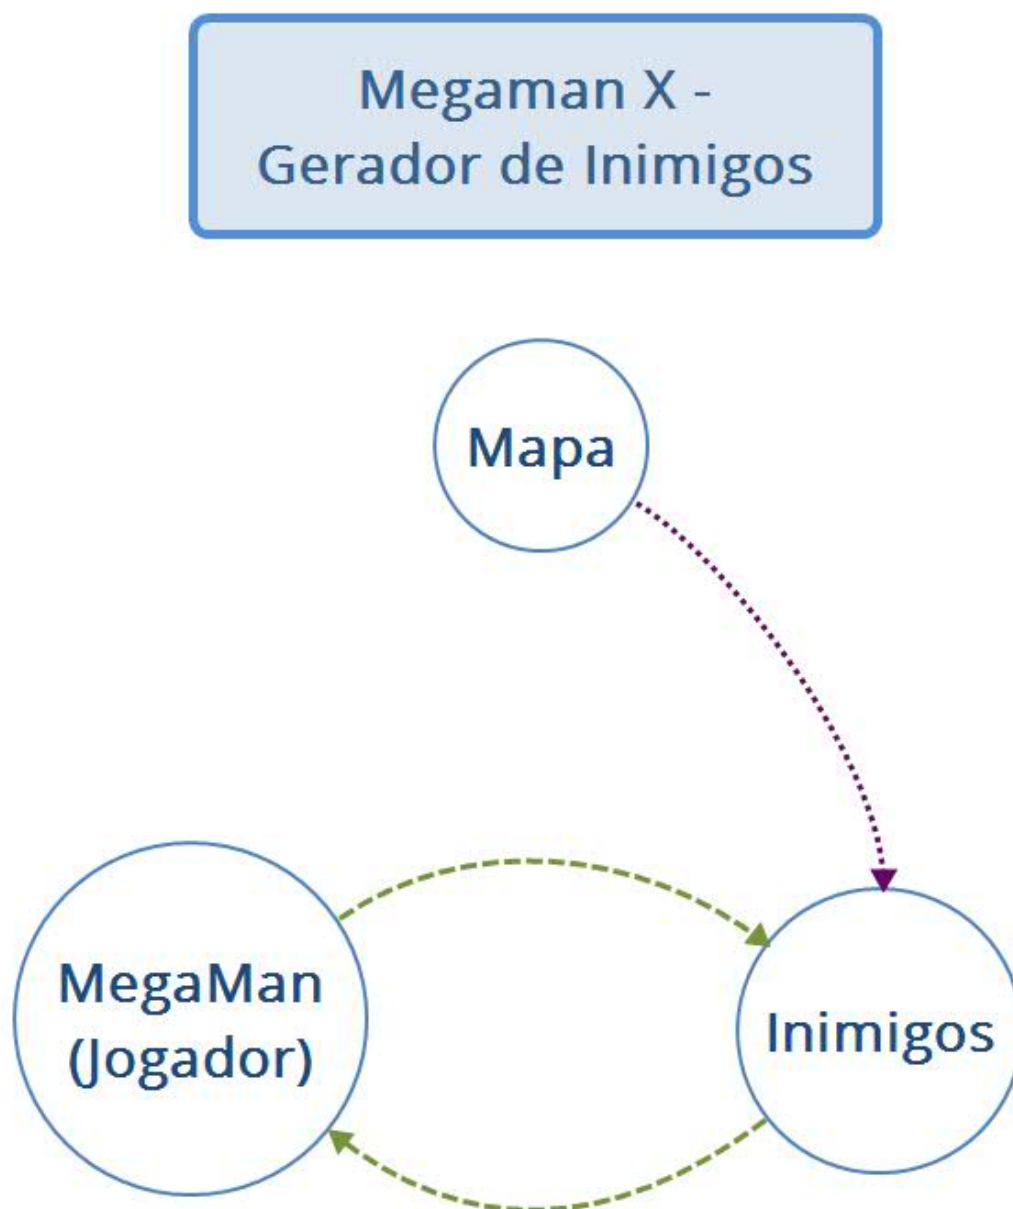 Megaman X -
Gerador de Inimigos
Mapa
MegaMan
(Jogador)
Inimigos